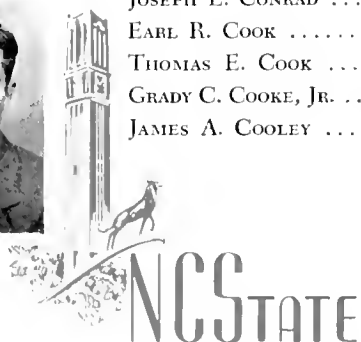 JOSEPH E. CONRAD ...
EARL R. COOK ......
THOMAS E. COOK ...
GRADY C. COOKE, JR. ..
JAMES A. COOLEY ...
NCSTATE